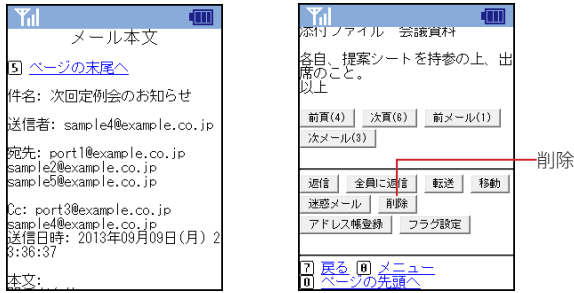 メール本文
5 ページの末尾へ
件名: 次回定例会のお知らせ
送信者: sample4@example.co.jp
宛先: port1@example.co.jp
sample2@example.co.jp
sample5@example.co.jp
Cc: port3@example.co.jp
sample4@example.co.jp
送信日時: 2013年09月09日(月) 2
3:36:37
本文:
添付ファイル 会議資料
各自、提案シートを持参の上、出
席のこと。
以上
前頁(4) 次頁(6) 前メール(1)
次メール(3)
返信 全員に返信 転送 移動
迷惑メール 削除
アドレス帳登録 フラグ設定
7 戻る 8 メニュー
0 ページの先頭へ
削除